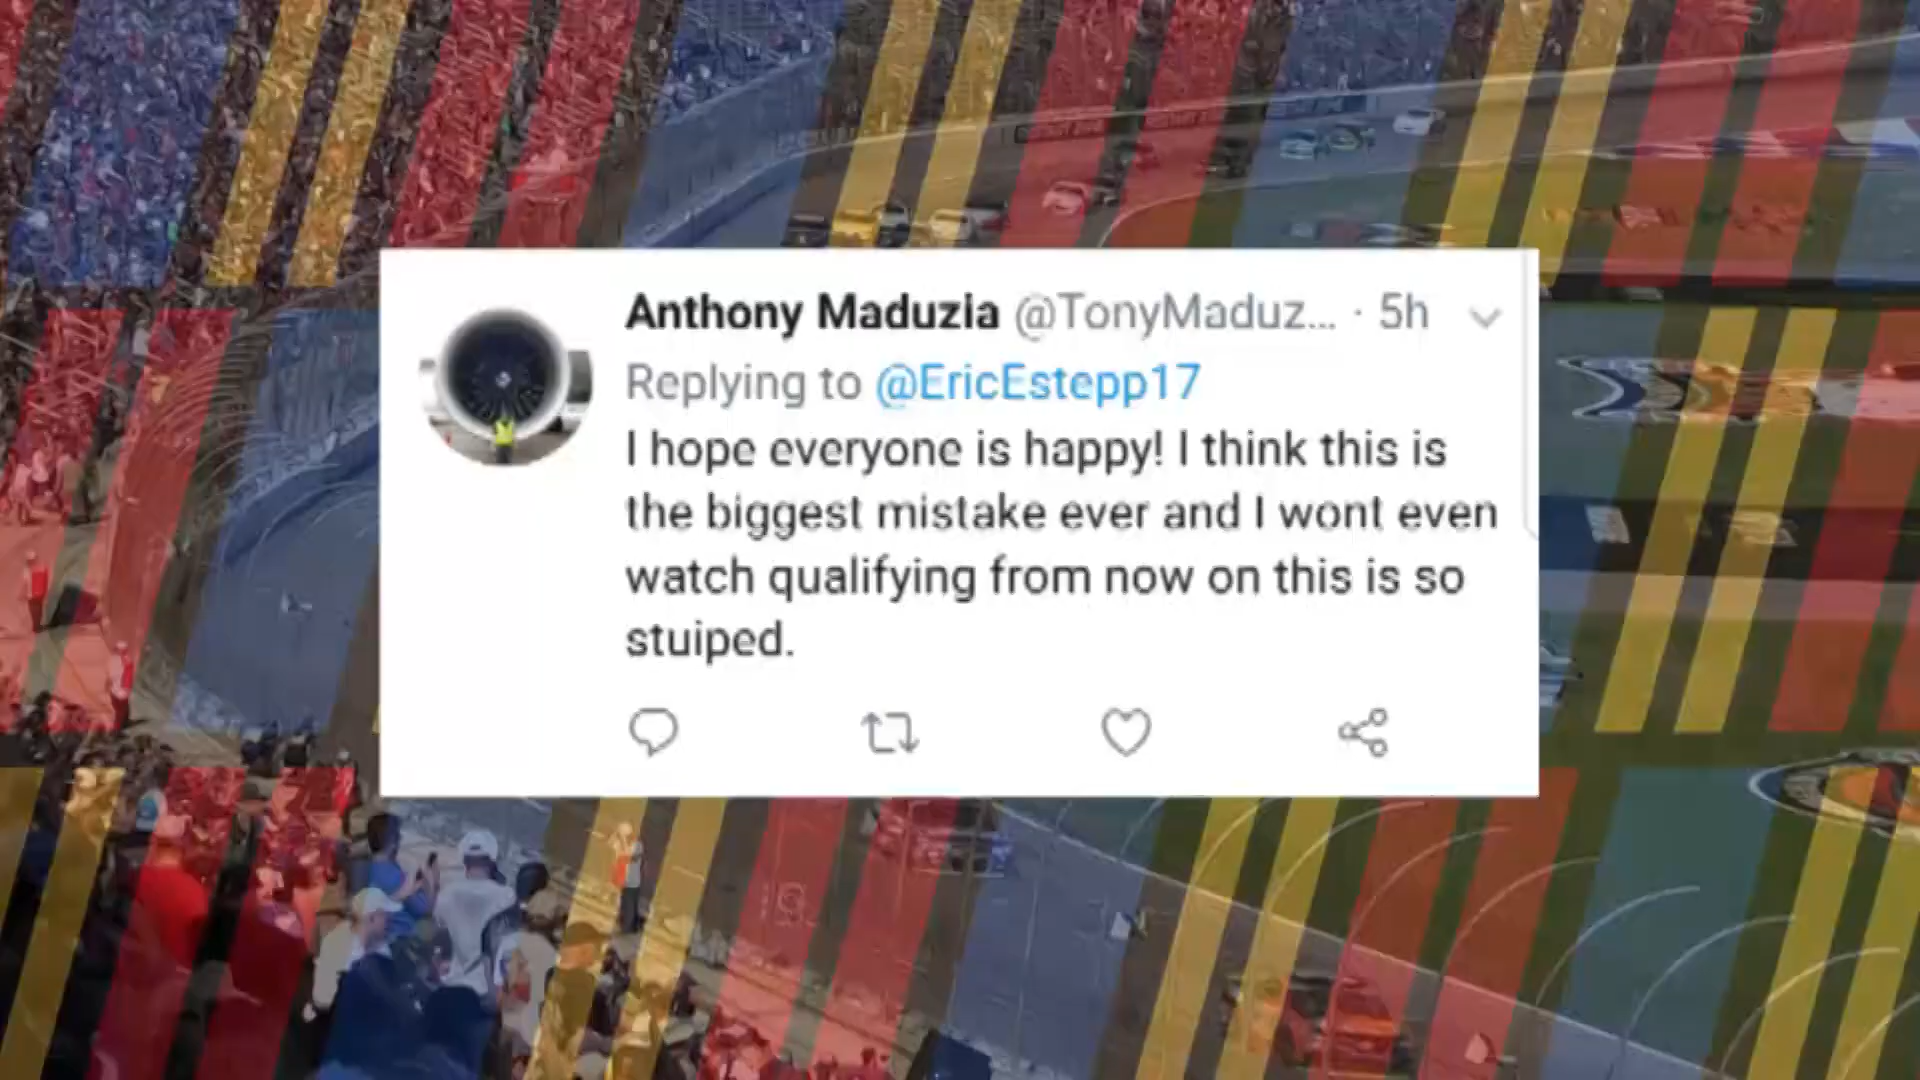 Anthony Maduzia @TonyMaduz... · 5h
Replying to @EricEstepp17
I hope everyone is happy! I think this is
the biggest mistake ever and I wont even
watch qualifying from now on this is so
stuiped.